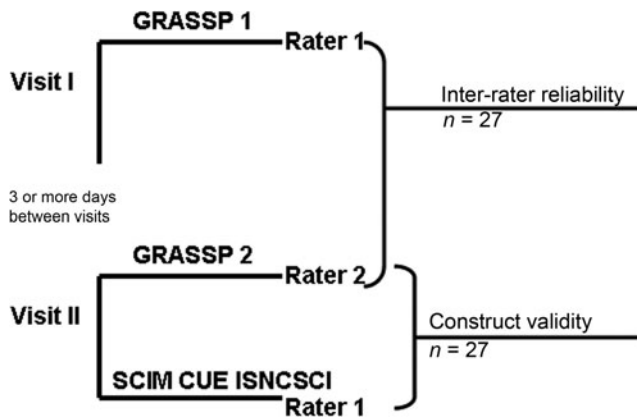 GRASSP 1
Rater 1
Visit I
Inter-rater reliability
n = 27
3 or more days
between visits
GRASSP 2
Rater 2
Visit II
Construct validity
n = 27
SCIM CUE ISNCSCI
Rater 1